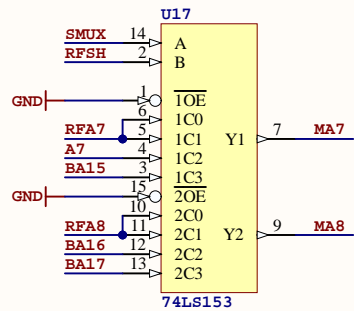 U17
SMUX 14 A
RFSH 2 B
GND 1 1OE
6 1C0
RFA7 5 1C1 Y1 7 MA7
A7 4 1C2
BA15 3 1C3
GND 15 2OE
10 2C0
RFA8 11 2C1 Y2 9 MA8
BA16 12 2C2
BA17 13 2C3
74LS153